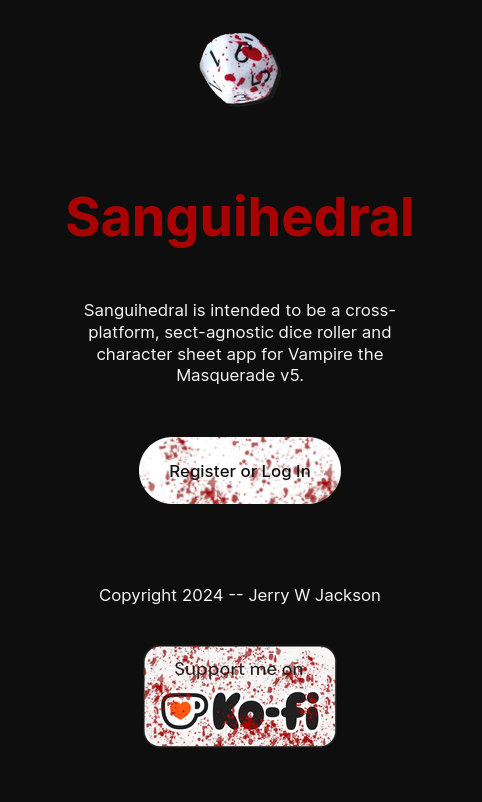 6
Sanguihedral
Sanguihedral is intended to be a cross-
platform, sect-agnostic dice roller and
character sheet app for Vampire the
Masquerade v5.
Register or Log In
Copyright 2024 -- Jerry W Jackson
Support me on
Ko-fi